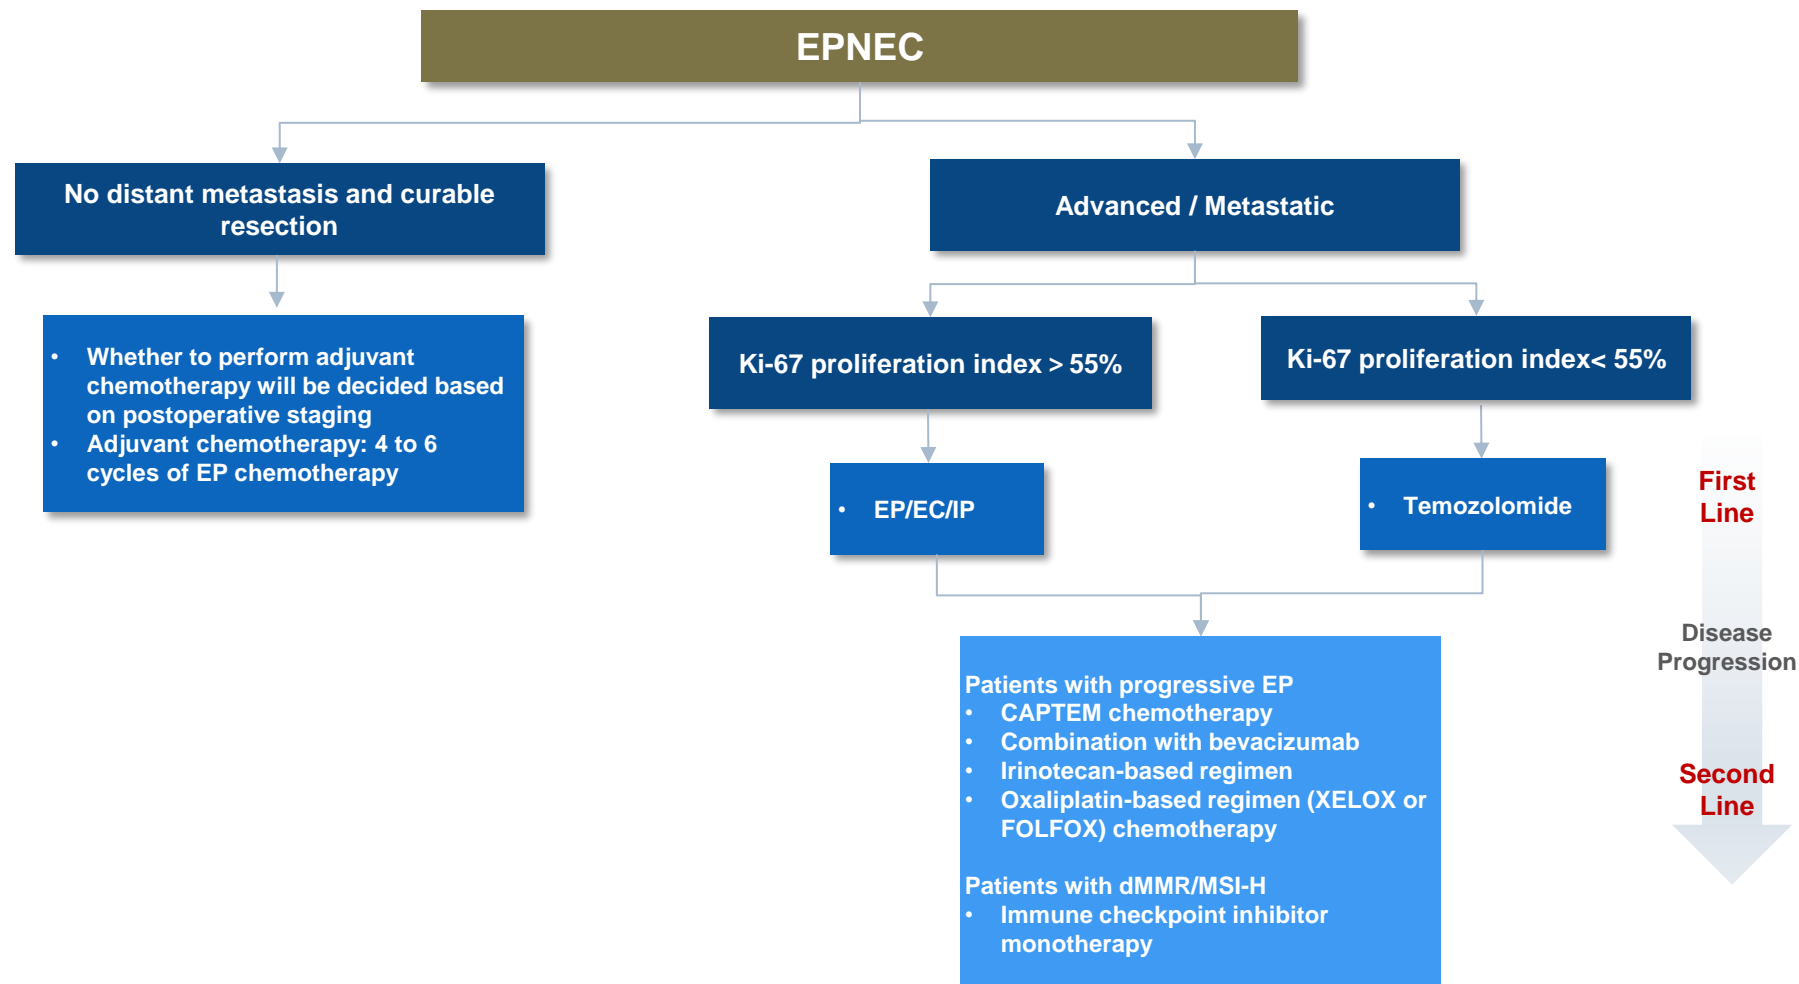 EPNEC
No distant metastasis and curable
resection
Advanced / Metastatic
• Whether to perform adjuvant
chemotherapy will be decided based
on postoperative staging
• Adjuvant chemotherapy: 4 to 6
cycles of EP chemotherapy
Ki-67 proliferation index > 55%
Ki-67 proliferation index< 55%
• EP/EC/IP
• Temozolomide
First
Line
Disease
Progression
Second
Line
Patients with progressive EP
• CAPTEM chemotherapy
• Combination with bevacizumab
• Irinotecan-based regimen
• Oxaliplatin-based regimen (XELOX or
FOLFOX) chemotherapy
Patients with dMMR/MSI-H
• Immune checkpoint inhibitor
monotherapy